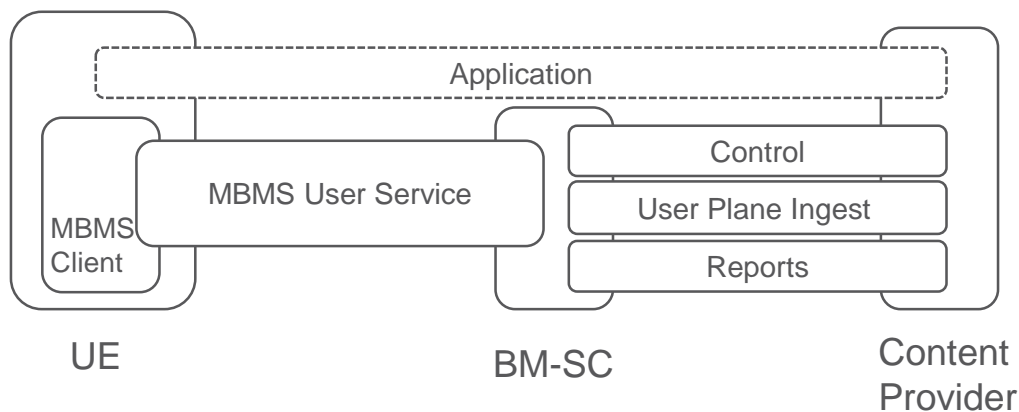 Application
Control
MBMS User Service
User Plane Ingest
MBMS
Client
Reports
UE
BM-SC
Content
Provider